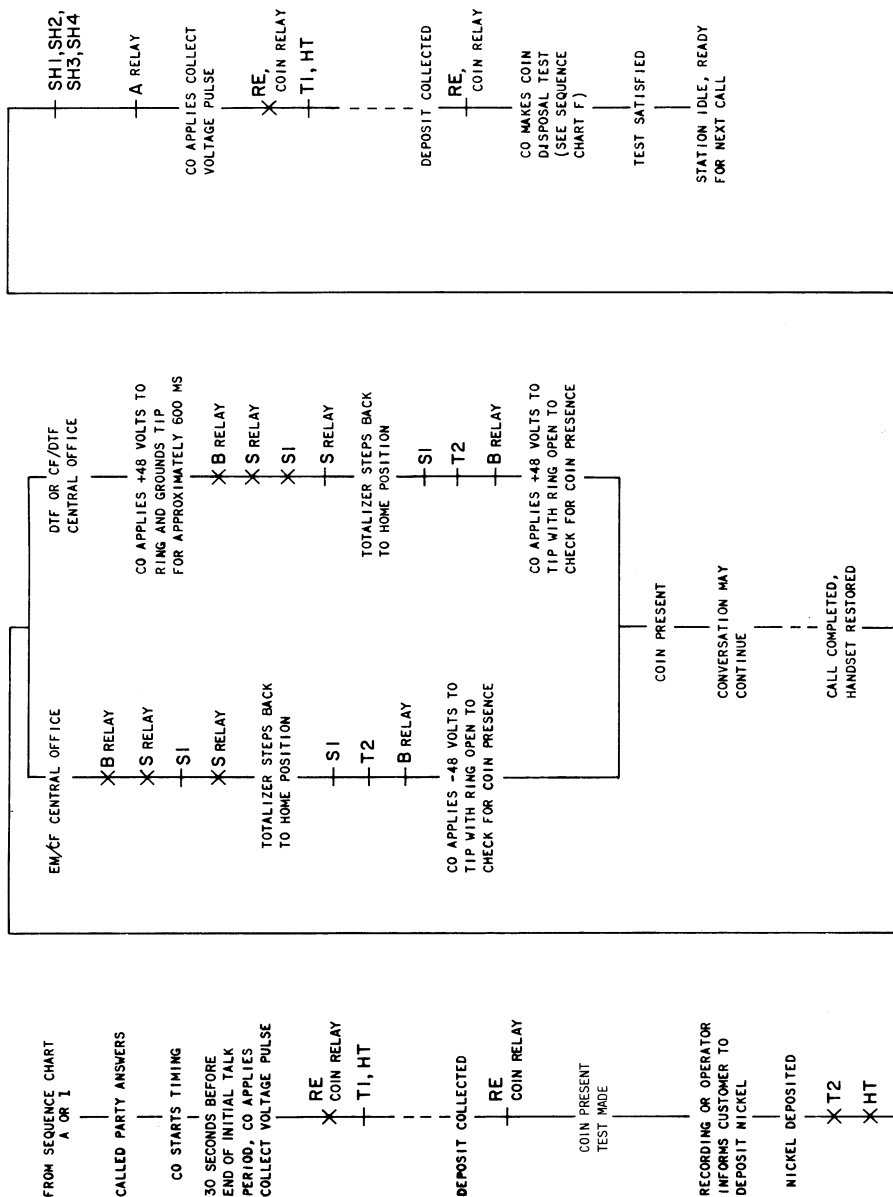 FROM SEQUENCE CHART
A OR I
CALLED PARTY ANSWERS
CO STARTS TIMING
30 SECONDS BEFORE
END OF INITIAL TALK
PERIOD, CO APPLIES
COLLECT VOLTAGE PULSE
RE
COIN RELAY
T1, HT
DEPOSIT COLLECTED
RE
COIN RELAY
COIN PRESENT
TEST MADE
RECORDING OR OPERATOR
INFORMS CUSTOMER TO
DEPOSIT NICKEL
NICKEL DEPOSITED
T2
HT
EM/CF CENTRAL OFFICE
B RELAY
S RELAY
S1
S RELAY
TOTALIZER STEPS BACK
TO HOME POSITION
S1
T2
B RELAY
CO APPLIES -48 VOLTS TO
TIP WITH RING OPEN TO
CHECK FOR COIN PRESENCE
DTF OR CF/DTF
CENTRAL OFFICE
CO APPLIES +48 VOLTS TO
RING AND GROUNDS TIP
FOR APPROXIMATELY 600 MS
B RELAY
S RELAY
S1
S RELAY
TOTALIZER STEPS BACK
TO HOME POSITION
S1
T2
B RELAY
CO APPLIES +48 VOLTS TO
TIP WITH RING OPEN TO
CHECK FOR COIN PRESENCE
COIN PRESENT
CONVERSATION MAY
CONTINUE
CALL COMPLETED,
HANDSET RESTORED
SH1, SH2,
SH3, SH4
A RELAY
CO APPLIES COLLECT
VOLTAGE PULSE
RE,
COIN RELAY
T1, HT
DEPOSIT COLLECTED
RE,
COIN RELAY
CO MAKES COIN
DISPOSAL TEST
(SEE SEQUENCE
CHART F)
TEST SATISFIED
STATION IDLE, READY
FOR NEXT CALL